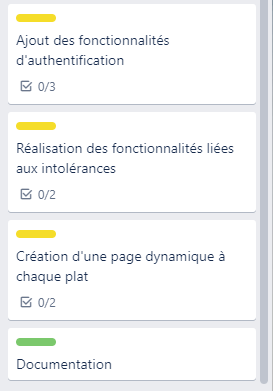 Ajout des fonctionnalités
d'authentification
0/3
Réalisation des fonctionnalités liées
aux intolérances
0/2
Création d'une page dynamique à
chaque plat
0/2
Documentation